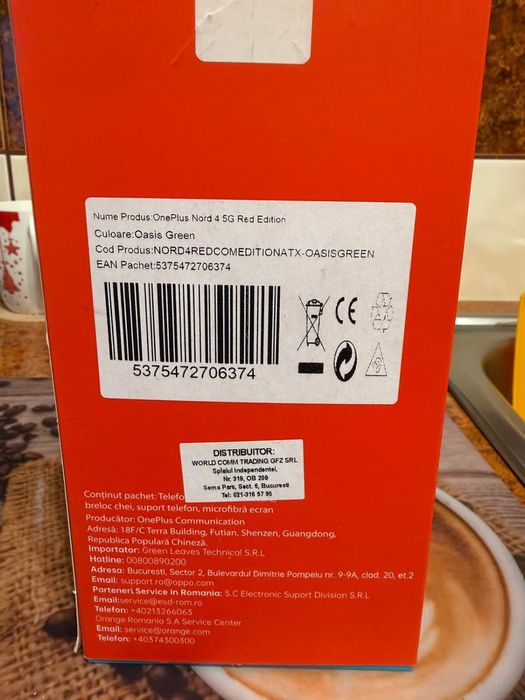 Nume Produs:OnePlus Nord 4 5G Red Edition
Culoare:Oasis Green
Cod Produs:NORD4REDCOMEDITIONATX-OASISGREEN
EAN Pachet:5375472706374
5375472706374
CE
DISTRIBUITOR:
WORLD COMM TRADING GFZ SRL
Splaiul Independentei,
Nr. 319, OB 209
Sema Parc, Sect. 6, Bucuresti
Tel: 021-316 57 95
Conținut pachet: Telefo
breloc chei, suport telefon, microfibră ecran
Producător: OnePlus Communication
Adresă: 18F/C Terra Building, Futian, Shenzen, Guangdong,
Republica Populară Chineză.
Importator: Green Leaves Technical S.R.L
Hotline: 00800890200
Adresa: Bucuresti, Sector 2, Bulevardul Dimitrie Pompeiu nr. 9-9A, clad. 20, et.2
Email: support.ro@oppo.com
Parteneri Service in Romania: S.C Electronic Suport Division S.R.L
Email:service@esd-rom.ro
Telefon: +40213266063
Orange Romania S.A Service Center
Email: service@orange.com
Telefon: +40374300300